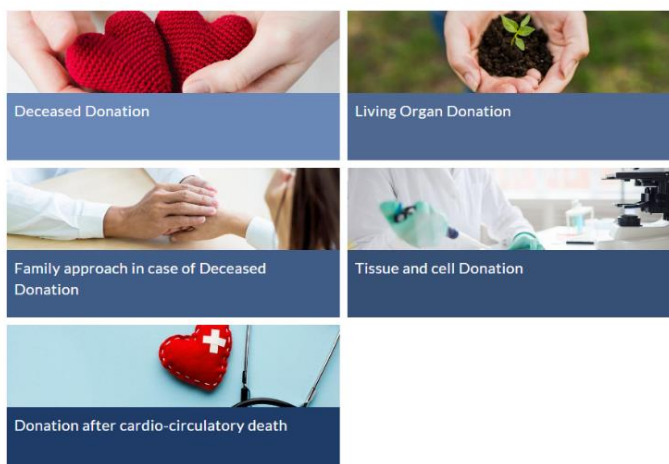 Deceased Donation
Living Organ Donation
Family approach in case of Deceased
Donation
Tissue and cell Donation
Donation after cardio-circulatory death